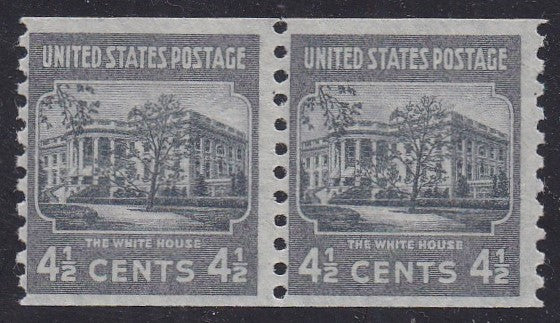 UNITED STATES POSTAGE
THE WHITE HOUSE
4½ CENTS 4½
UNITED STATES POSTAGE
THE WHITE HOUSE
4½ CENTS 4½